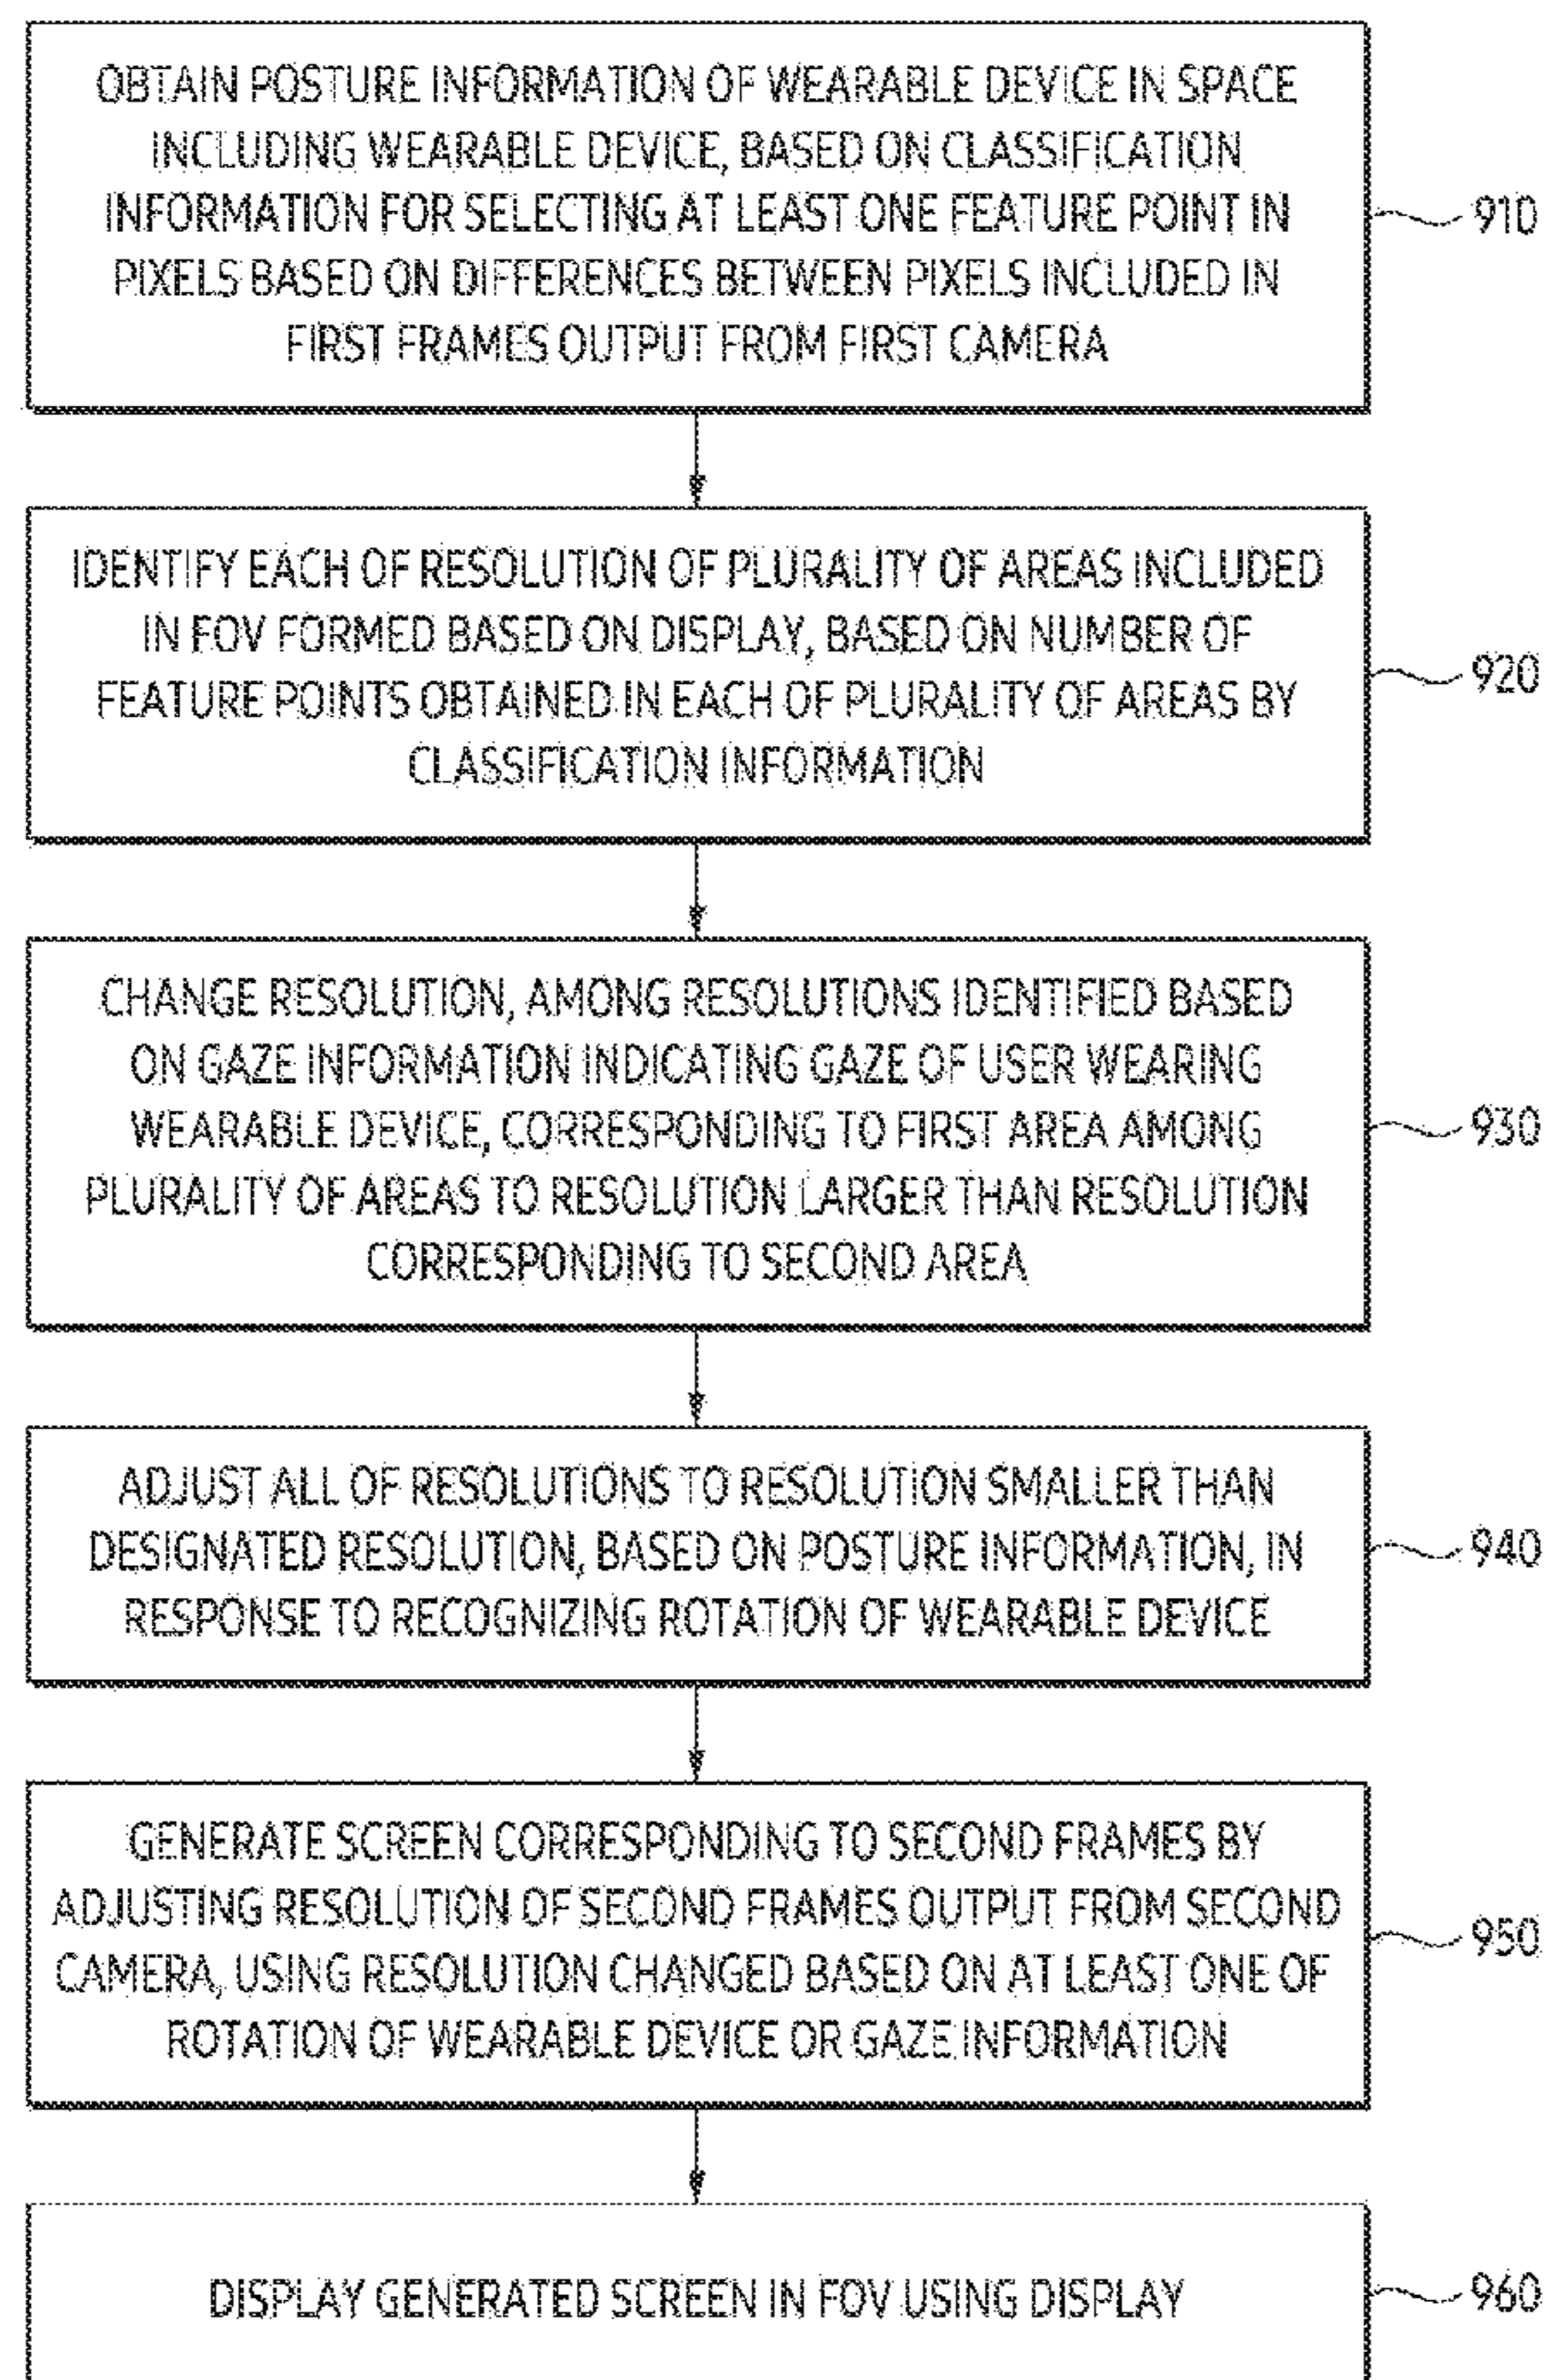 OBTAIN POSTURE INFORMATION OF WEARABLE DEVICE IN SPACE
INCLUDING WEARABLE DEVICE, BASED ON CLASSIFICATION
INFORMATION FOR SELECTING AT LEAST ONE FEATURE POINT IN
PIXELS BASED ON DIFFERENCES BETWEEN PIXELS INCLUDED IN
FIRST FRAMES OUTPUT FROM FIRST CAMERA
910
IDENTIFY EACH OF RESOLUTION OF PLURALITY OF AREAS INCLUDED
IN FOV FORMED BASED ON DISPLAY, BASED ON NUMBER OF
FEATURE POINTS OBTAINED IN EACH OF PLURALITY OF AREAS BY
CLASSIFICATION INFORMATION
920
CHANGE RESOLUTION, AMONG RESOLUTIONS IDENTIFIED BASED
ON GAZE INFORMATION INDICATING GAZE OF USER WEARING
WEARABLE DEVICE, CORRESPONDING TO FIRST AREA AMONG
PLURALITY OF AREAS TO RESOLUTION LARGER THAN RESOLUTION
CORRESPONDING TO SECOND AREA
930
ADJUST ALL OF RESOLUTIONS TO RESOLUTION SMALLER THAN
DESIGNATED RESOLUTION, BASED ON POSTURE INFORMATION, IN
RESPONSE TO RECOGNIZING ROTATION OF WEARABLE DEVICE
940
GENERATE SCREEN CORRESPONDING TO SECOND FRAMES BY
ADJUSTING RESOLUTION OF SECOND FRAMES OUTPUT FROM SECOND
CAMERA, USING RESOLUTION CHANGED BASED ON AT LEAST ONE OF
ROTATION OF WEARABLE DEVICE OR GAZE INFORMATION
950
DISPLAY GENERATED SCREEN IN FOV USING DISPLAY
960